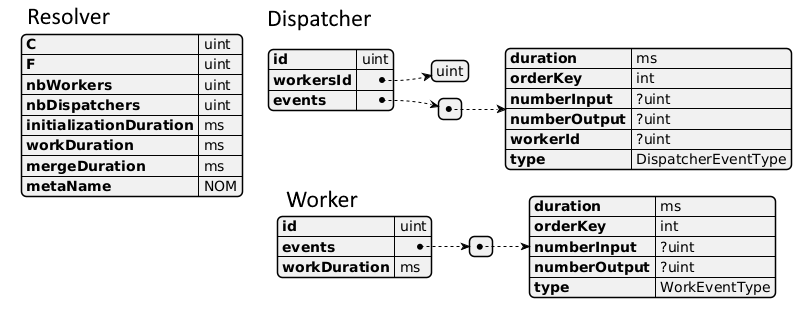 Resolver
C uint
F uint
nbWorkers uint
nbDispatchers uint
initializationDuration ms
workDuration ms
mergeDuration ms
metaName NOM
Dispatcher
id uint
workersId
events
uint
duration ms
orderKey int
numberInput ?uint
numberOutput ?uint
workerId ?uint
type DispatcherEventType
Worker
id uint
events
workDuration ms
duration ms
orderKey int
numberInput ?uint
numberOutput ?uint
type WorkEventType